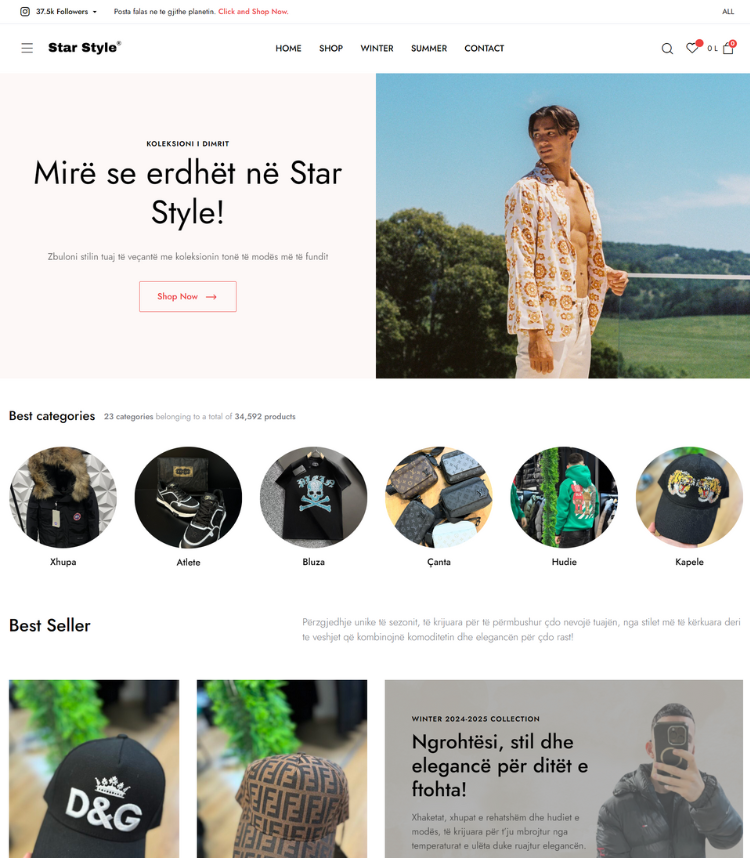 37.5k Followers
Posta falas ne te gjithe planetin. Click and Shop Now.
ALL
Star Style®
HOME SHOP WINTER SUMMER CONTACT
0 L 0
KOLEKSIONI I DIMRIT
Mirë se erdhët në Star
Style!
Zbuloni stilin tuaj të veçantë me koleksionin tonë të modës më të fundit
Shop Now →
Best categories
23 categories belonging to a total of 34,592 products
Xhupa
Atlete
Bluza
Çanta
Hudie
Kapele
Best Seller
Përzgjedhje unike të sezonit, të krijuara për të përmbushur çdo nevojë tuajën, nga stilet më të kërkuara deri
te veshjet që kombinojnë komoditetin dhe elegancën për çdo rast!
D&G
WINTER 2024-2025 COLLECTION
Ngrohtësi, stil dhe
elegancë për ditët e
ftohta!
Xhaketat, xhupat e rehatshëm dhe hudiet e
modës, të krijuara për t'ju mbrojtur nga
temperaturat e ulëta duke ruajtur elegancën.